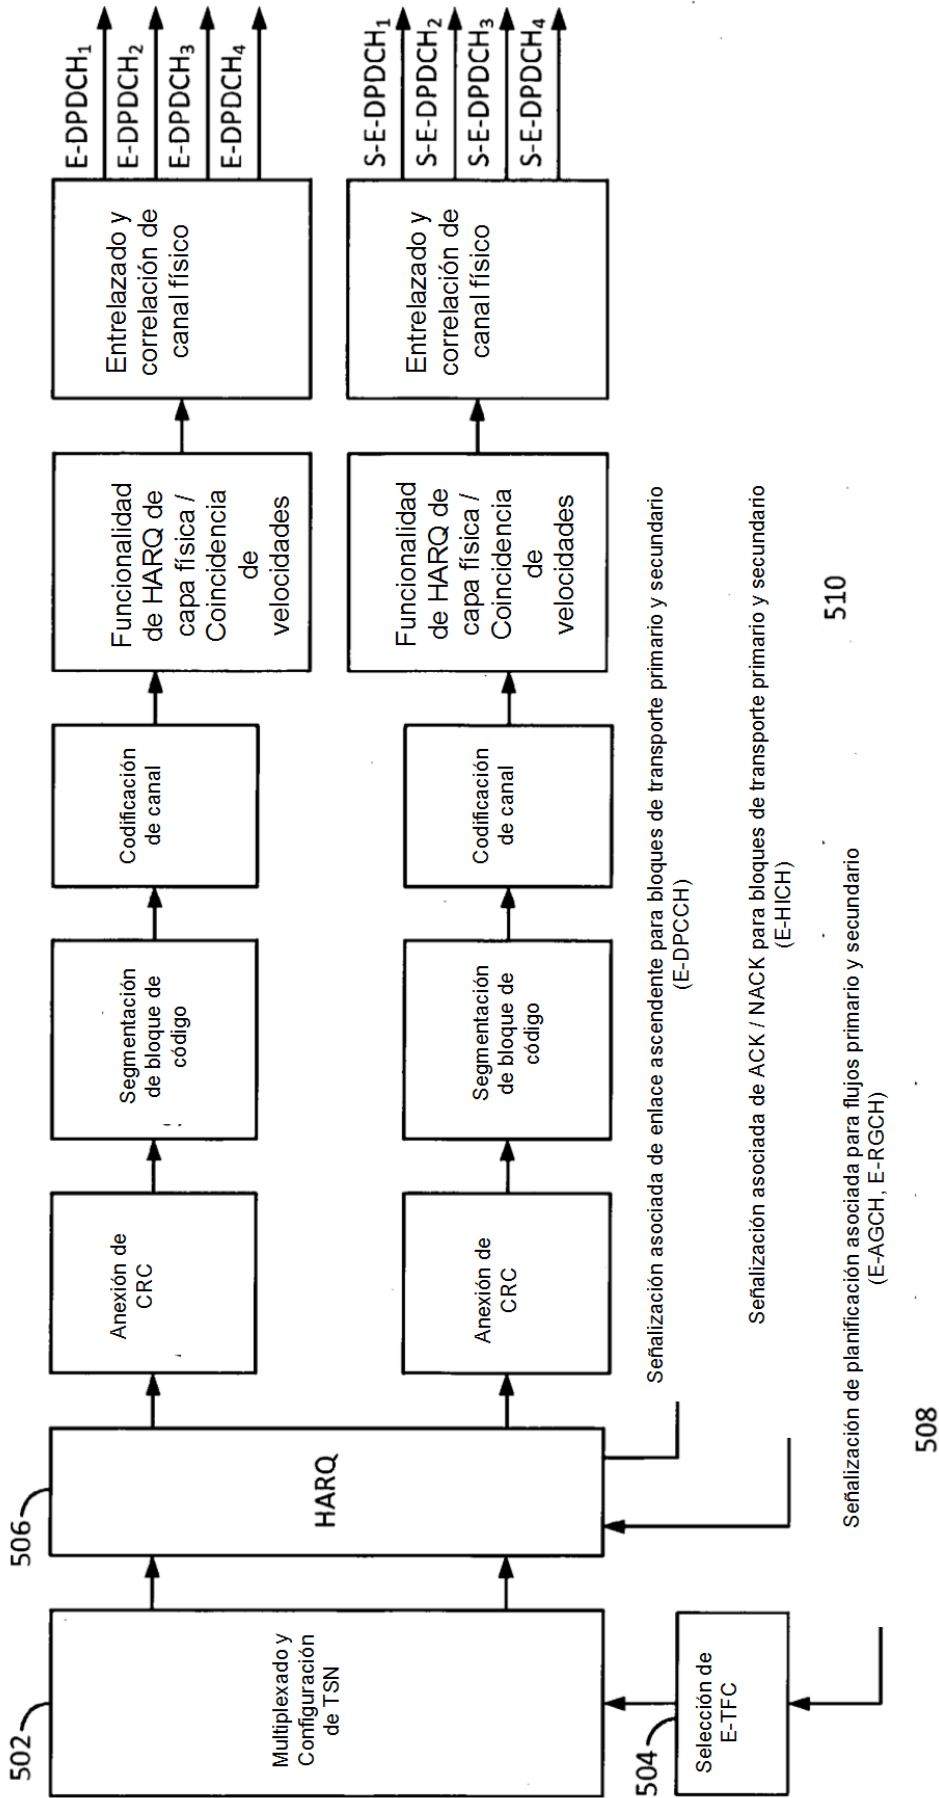 502
Multiplexado y
Configuración
de TSN
504
Selección de
E-TFC
506
HARQ
Anexión de
CRC
Segmentación
de bloque de
código
Codificación
de canal
Funcionalidad
de HARQ de
capa física /
Coincidencia
de
velocidades
Entrelazado y
correlación de
canal físico
E-DPDCH1
E-DPDCH2
E-DPDCH3
E-DPDCH4
Anexión de
CRC
Segmentación
de bloque de
código
Codificación
de canal
Funcionalidad
de HARQ de
capa física /
Coincidencia
de
velocidades
Entrelazado y
correlación de
canal físico
S-E-DPDCH1
S-E-DPDCH2
S-E-DPDCH3
S-E-DPDCH4
Señalización asociada de enlace ascendente para bloques de transporte primario y secundario
(E-DPCCH)
Señalización asociada de ACK / NACK para bloques de transporte primario y secundario
(E-HICH)
510
Señalización de planificación asociada para flujos primario y secundario
(E-AGCH, E-RGCH)
508